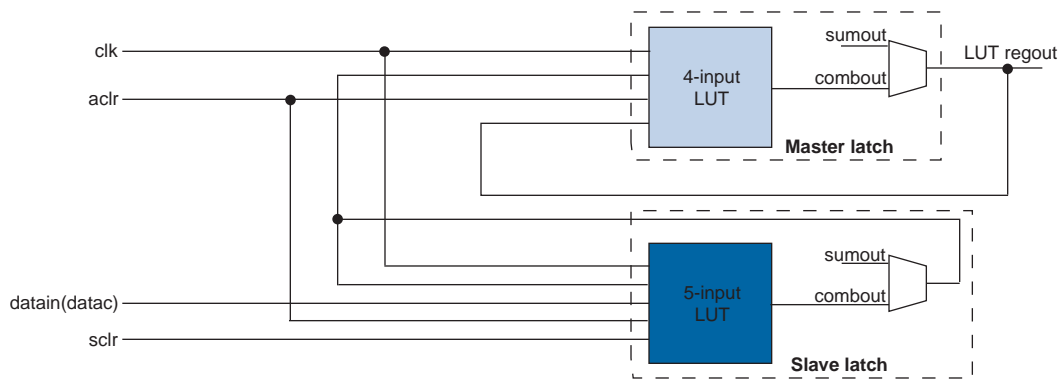 clk
aclr
4-input
LUT
sumout
combout
LUT regout
Master latch
datain(datac)
sclr
5-input
LUT
sumout
combout
Slave latch